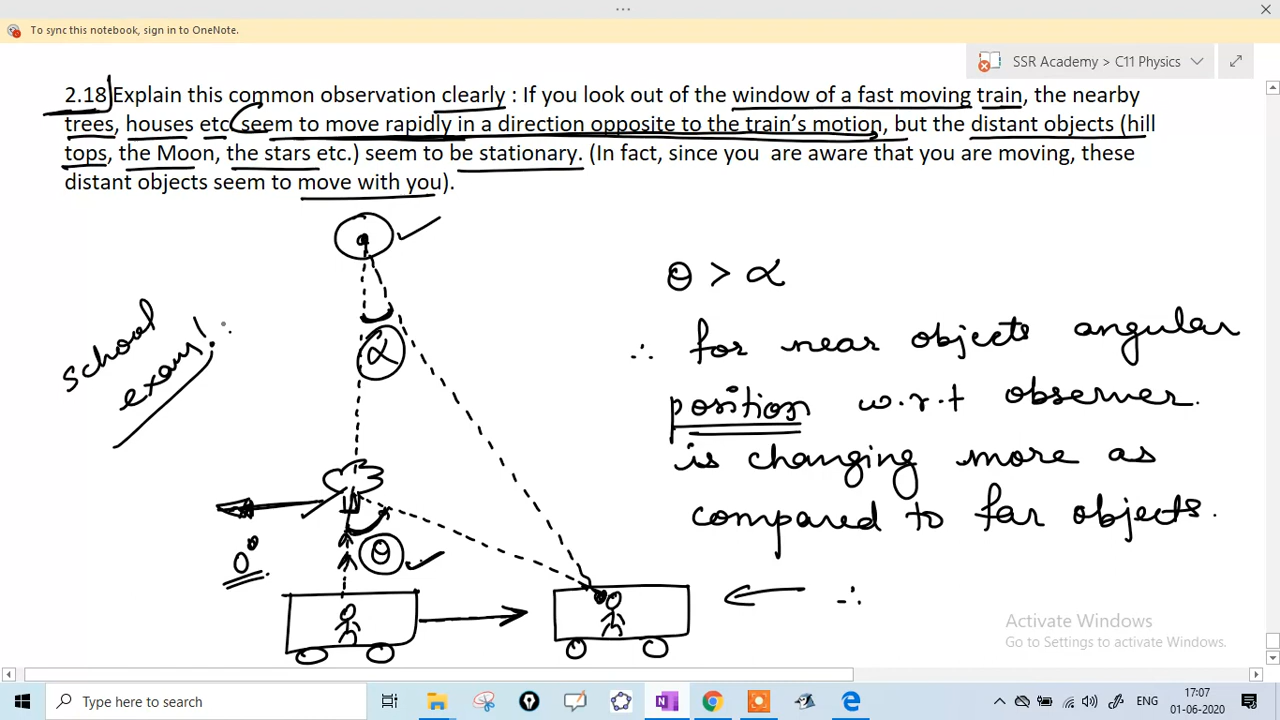 To sync this notebook, sign in to OneNote.
SSR Academy > C11 Physics
2.18) Explain this common observation clearly : If you look out of the window of a fast moving train, the nearby
trees, houses etc seem to move rapidly in a direction opposite to the train's motion, but the distant objects (hill
tops, the Moon, the stars etc.) seem to be stationary. (In fact, since you are aware that you are moving, these
distant objects seem to move with you).
school
exam!
α
θ
0°
θ > α
∴ for near objects angular
position w.r.t observer
is changing more as
compared to far objects.
← ∴
Activate Windows
Go to Settings to activate Windows.
Type here to search
ENG
17:07
01-06-2020